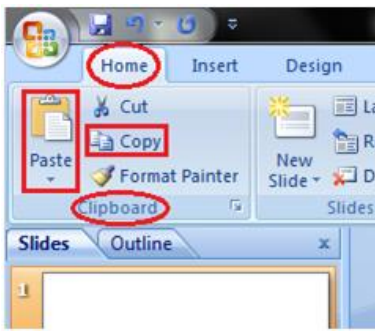 Home Insert Design
Cut
Copy
Paste
Format Painter
New
Slide
Clipboard
Slides
Slides Outline
1